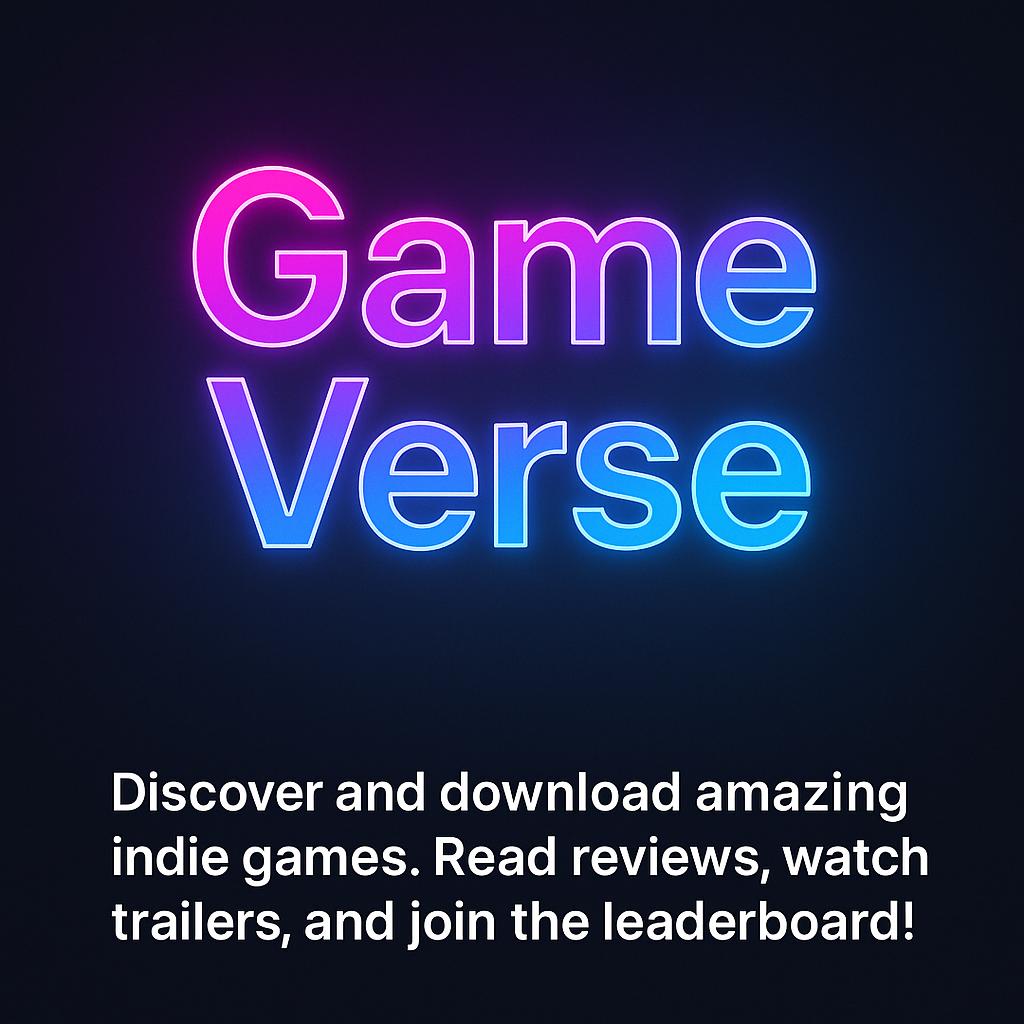 Game
Verse
Discover and download amazing
indie games. Read reviews, watch
trailers, and join the leaderboard!